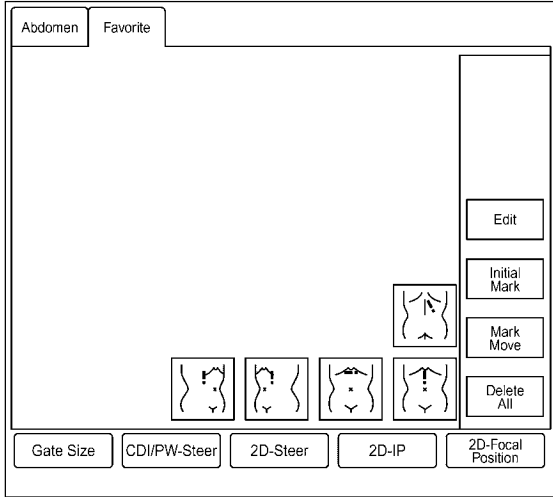 Abdomen
Favorite
Edit
Initial
Mark
Mark
Move
Delete
All
Gate Size
CDI/PW-Steer
2D-Steer
2D-IP
2D-Focal
Position